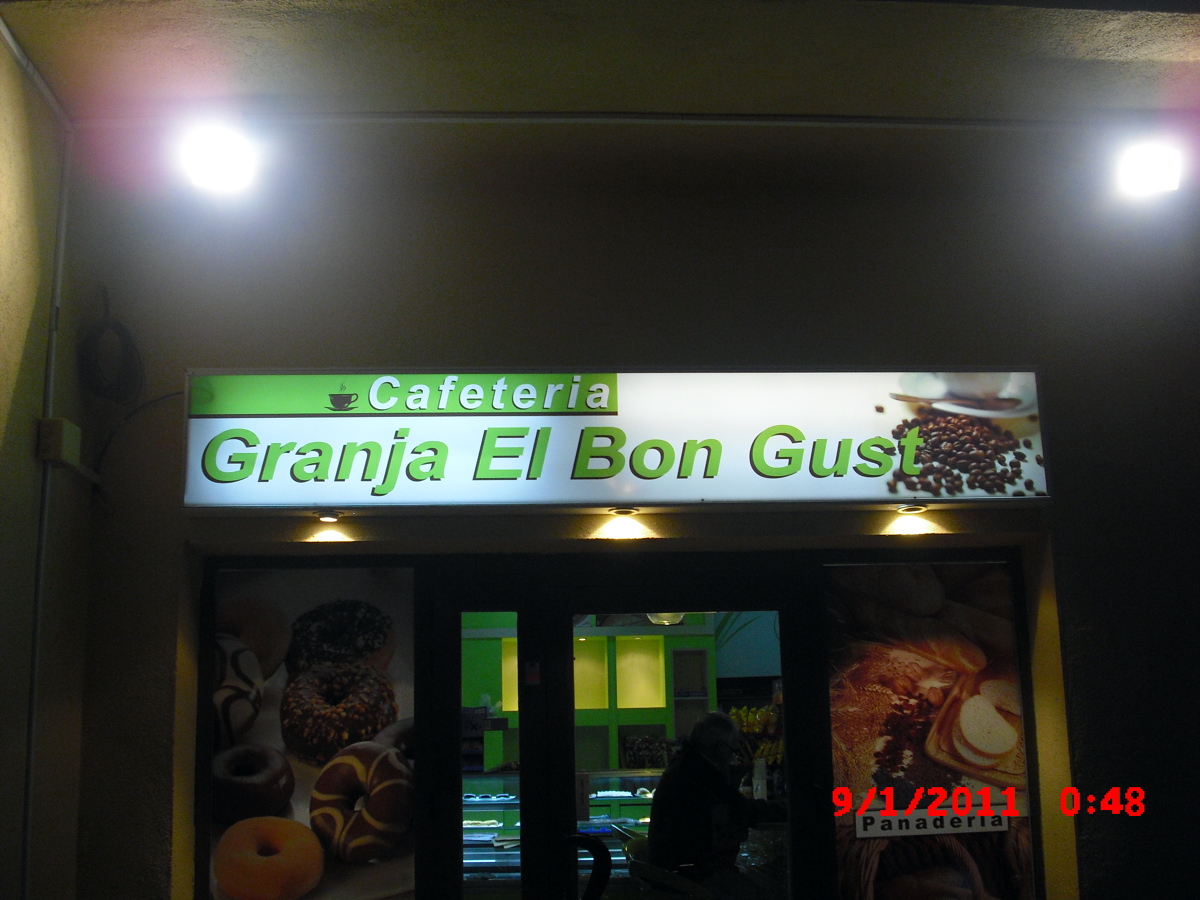 Cafeteria
Granja El Bon Gust
9/1/2011 0:48
Panaderia